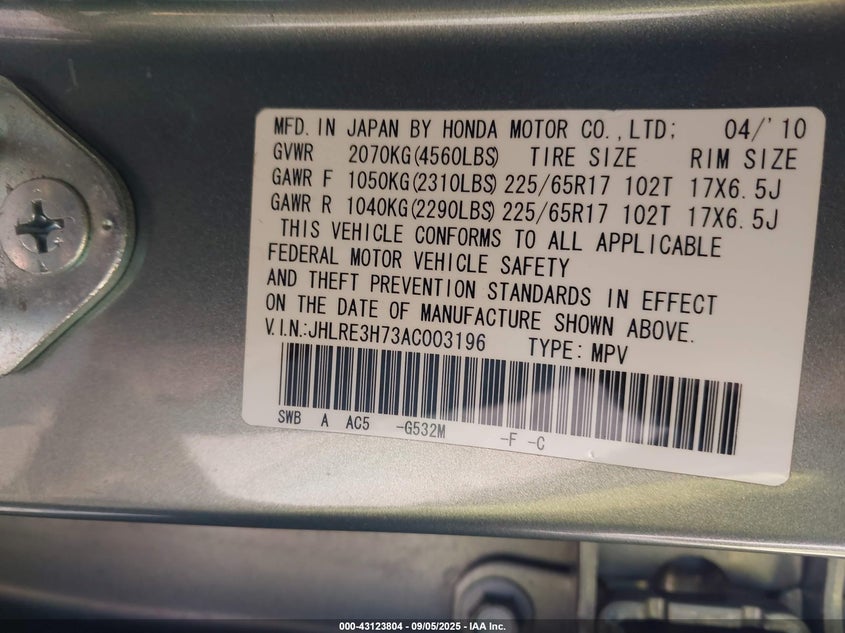 MFD. IN JAPAN BY HONDA MOTOR CO.,LTD; 04/'10
GVWR 2070KG(4560LBS) TIRE SIZE RIM SIZE
GAWR F 1050KG(2310LBS) 225/65R17 102T 17X6.5J
GAWR R 1040KG(2290LBS) 225/65R17 102T 17X6.5J
THIS VEHICLE CONFORMS TO ALL APPLICABLE
FEDERAL MOTOR VEHICLE SAFETY
AND THEFT PREVENTION STANDARDS IN EFFECT
ON THE DATE OF MANUFACTURE SHOWN ABOVE.
V.I.N.:JHLRE3H73AC003196 TYPE: MPV
SWB A AC5 -G532M -F -C
000-43123804 - 09/05/2025 - IAA Inc.